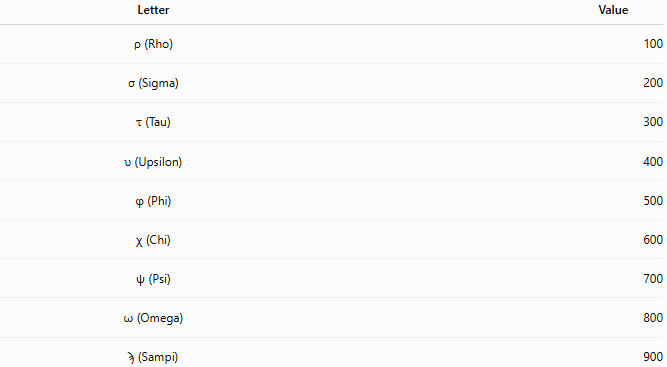 Letter Value
ρ (Rho) 100
σ (Sigma) 200
τ (Tau) 300
υ (Upsilon) 400
φ (Phi) 500
χ (Chi) 600
ψ (Psi) 700
ω (Omega) 800
ϡ (Sampi) 900